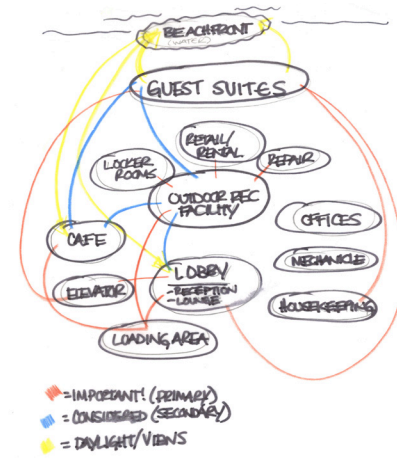 BEACHFRONT
(WATER)
GUEST SUITES
RETAIL/
RENTAL
LOCKER
ROOMS
REPAIR
OUTDOOR REC
FACILITY
OFFICES
CAFE
MECHANICLE
LOBBY
-RECEPTION
-LOUNGE
ELEVATOR
HOUSEKEEPING
LOADING AREA
=IMPORTANT! (PRIMARY)
=CONSIDERED (SECONDARY)
=DAYLIGHT/VIEWS